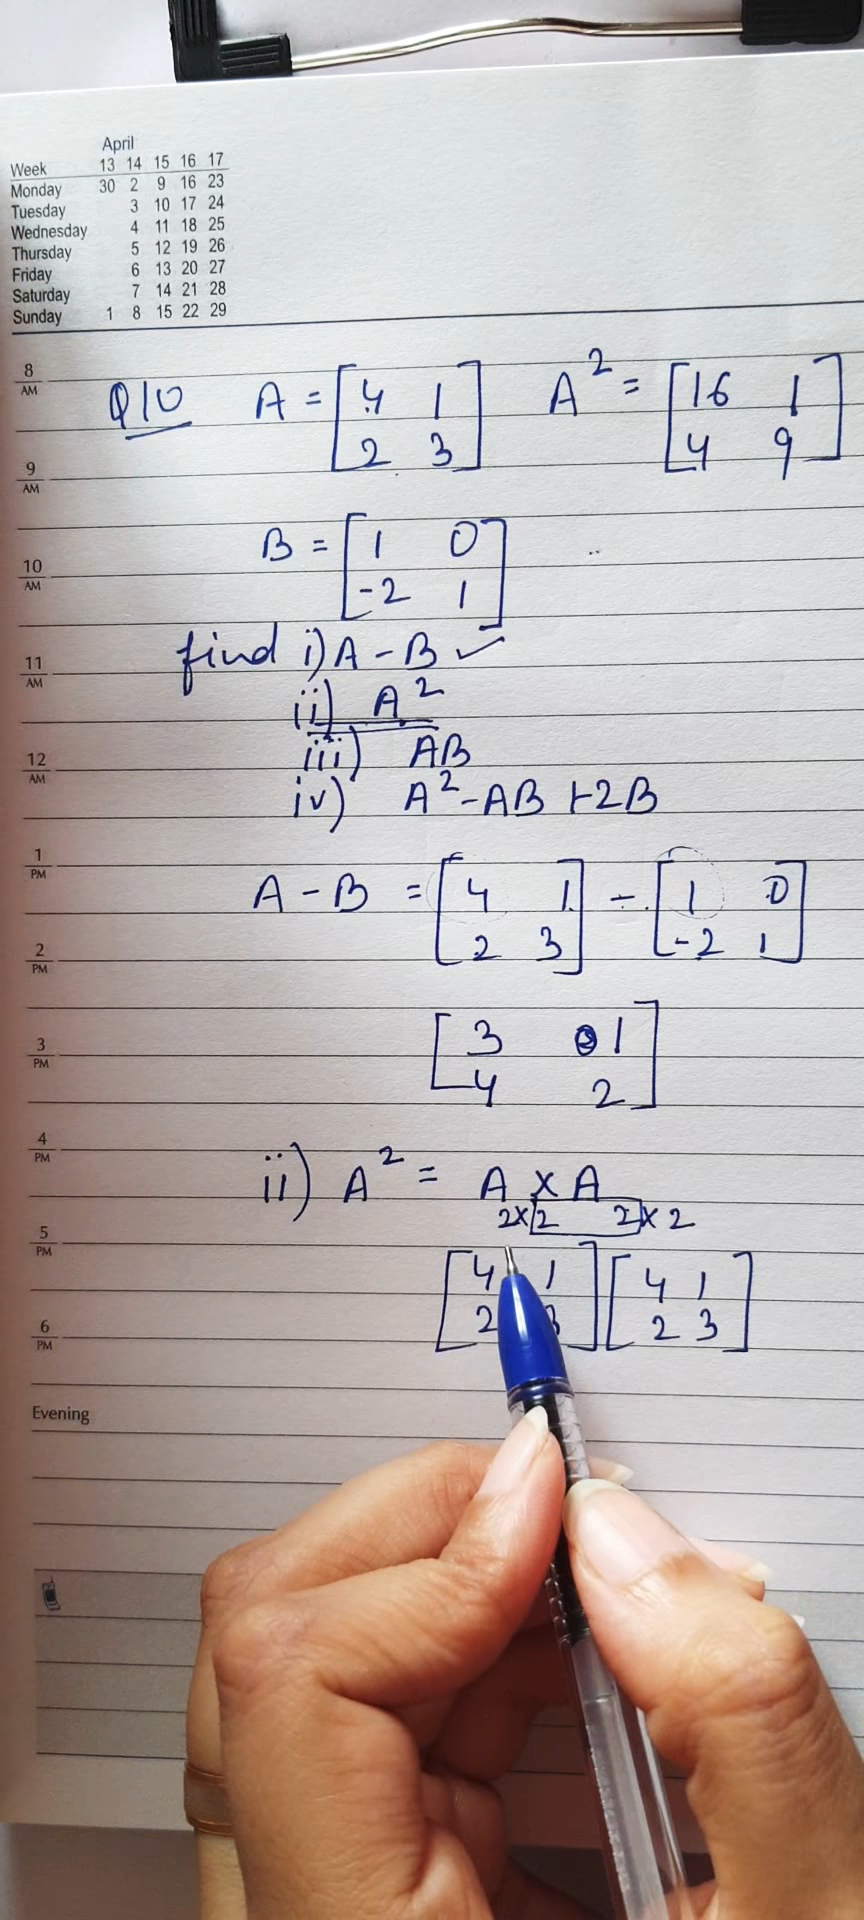 April
Week 13 14 15 16 17
Monday 30 2 9 16 23
Tuesday 3 10 17 24
Wednesday 4 11 18 25
Thursday 5 12 19 26
Friday 6 13 20 27
Saturday 7 14 21 28
Sunday 1 8 15 22 29
8
AM
Q10 A = [4 1 A² = [16 1
2 3] 4 9]
9
AM
B = [1 0
-2 1]
10
AM
find i) A - B ✓
11
AM
ii) A²
iii) AB
12
AM
iv) A² - AB + 2B
1
PM
A - B = [4 1 - [1 0
2 3] -2 1]
2
PM
[3 1
4 2]
3
PM
4
PM
ii) A² = A × A
2×2 2×2
5
PM
[4 1 [4 1
2 3] 2 3]
6
PM
Evening